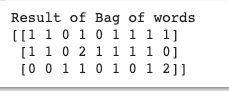 Result of Bag of words
[[1 1 0 1 0 1 1 1 1]
[1 1 0 2 1 1 1 1 0]
[0 0 1 1 0 1 0 1 2]]